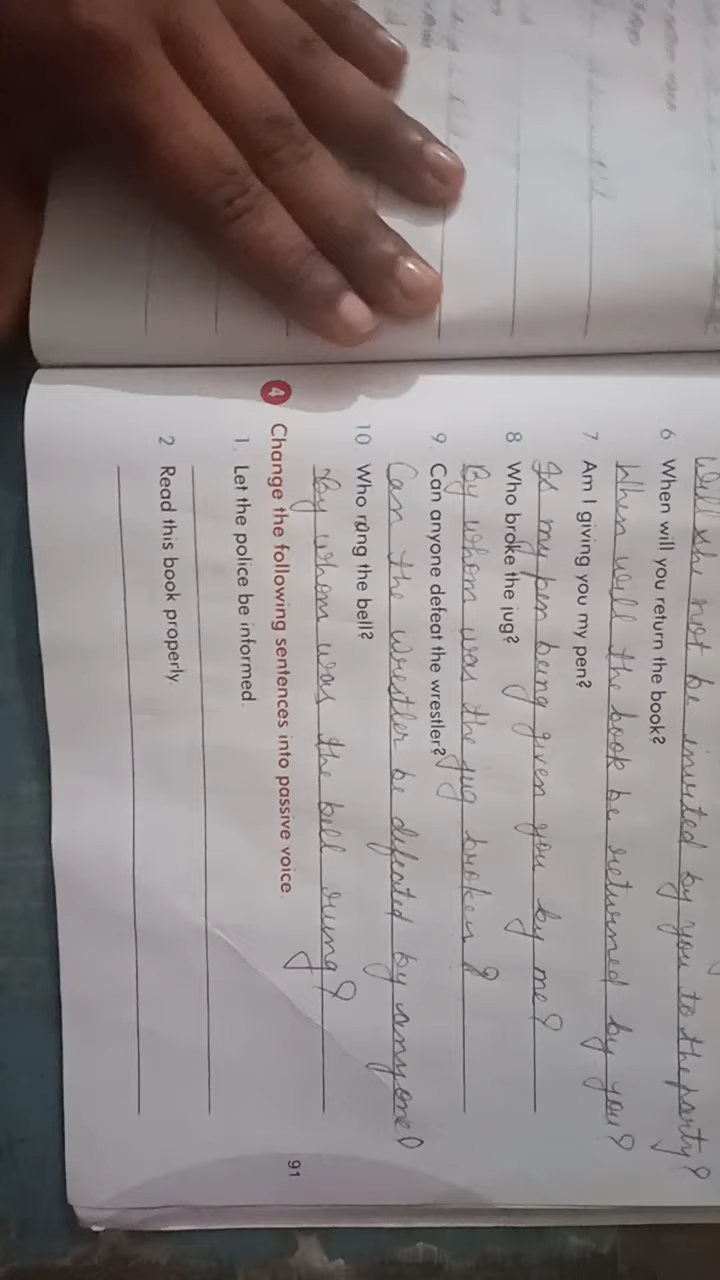 Will she not be invited by you to the party?
6 When will you return the book?
When will the book be returned by you?
7. Am I giving you my pen?
Is my pen being given you by me?
8. Who broke the jug?
By whom was the jug broken?
9. Can anyone defeat the wrestler?
Can the wrestler be defeated by anyone?
10. Who rang the bell?
By whom was the bell rung?
4 Change the following sentences into passive voice.
1. Let the police be informed.
2 Read this book properly.
91